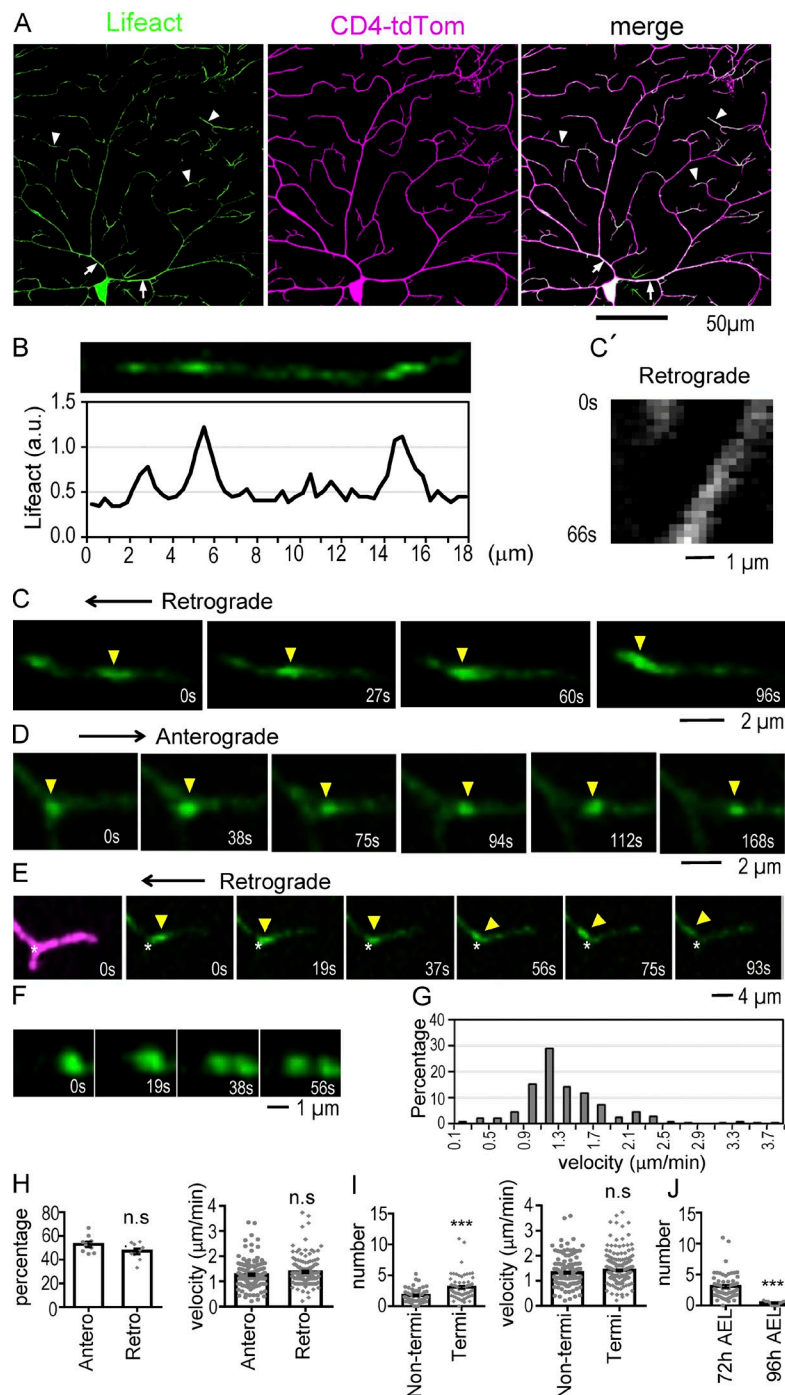 A
Lifeact
CD4-tdTom
merge
50µm
B
Lifeact (a.u.)
1.5
1.0
0.5
0.0
0 2 4 6 8 10 12 14 16 18 (µm)
C´
Retrograde
0s
66s
1 µm
C
Retrograde
0s 27s 60s 96s
2 µm
D
Anterograde
0s 38s 75s 94s 112s 168s
2 µm
E
Retrograde
* * * * * * *
0s 0s 19s 37s 56s 75s 93s
4 µm
F
0s 19s 38s 56s
1 µm
G
Percentage
40
30
20
10
0
0.1 0.5 0.9 1.3 1.7 2.1 2.5 2.9 3.3 3.7
velocity (µm/min)
H
percentage
80
60
40
20
0
n.s
Antero
Retro
velocity (µm/min)
4
3
2
1
0
n.s
Antero
Retro
I
number
15
10
5
0
***
Non-termi
Termi
velocity (µm/min)
4
3
2
1
0
n.s
Non-termi
Termi
J
number
15
10
5
0
***
72h AEL
96h AEL